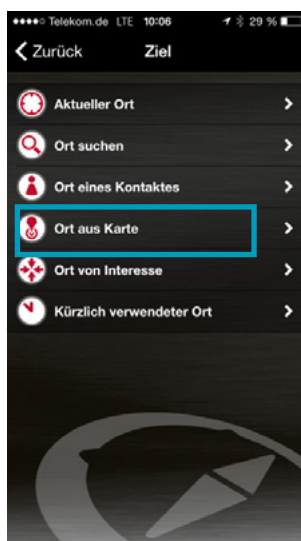 Telekom.de LTE 10:06 29 %
Zurück Ziel
Aktueller Ort
Ort suchen
Ort eines Kontaktes
Ort aus Karte
Ort von Interesse
Kürzlich verwendeter Ort